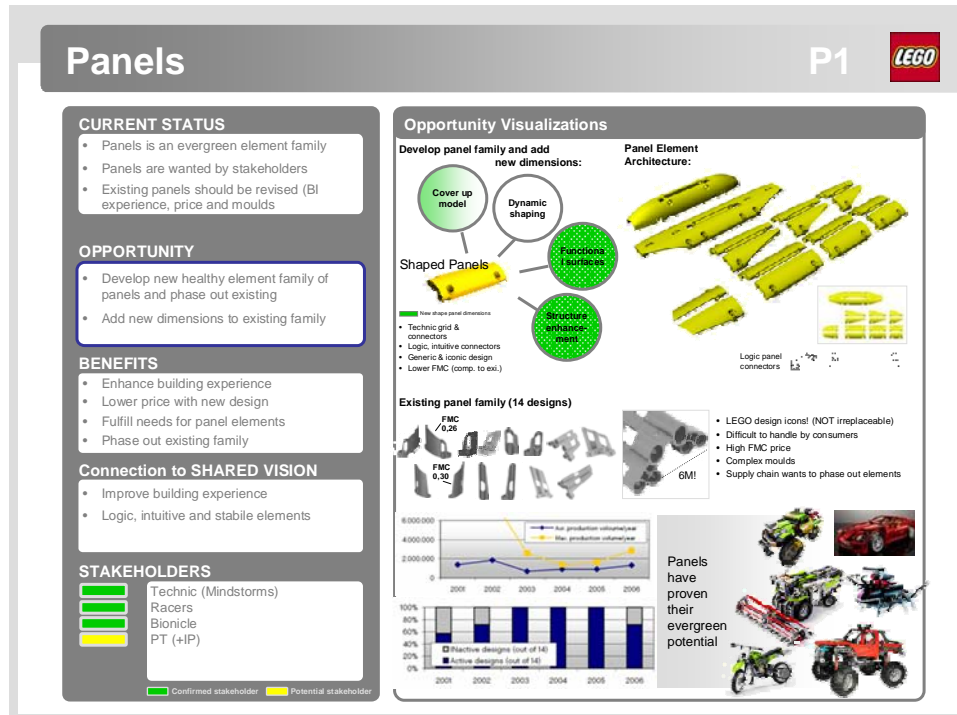 Panels
P1
LEGO
CURRENT STATUS
• Panels is an evergreen element family
• Panels are wanted by stakeholders
• Existing panels should be revised (BI
experience, price and moulds
OPPORTUNITY
• Develop new healthy element family of
panels and phase out existing
• Add new dimensions to existing family
BENEFITS
• Enhance building experience
• Lower price with new design
• Fulfill needs for panel elements
• Phase out existing family
Connection to SHARED VISION
• Improve building experience
• Logic, intuitive and stabile elements
STAKEHOLDERS
Technic (Mindstorms)
Racers
Bionicle
PT (+IP)
Confirmed stakeholder
Potential stakeholder
Opportunity Visualizations
Develop panel family and add
new dimensions:
Cover up
model
Dynamic
shaping
Functiona
l surfaces
Structure
enhance-
ment
Shaped Panels
New shape panel dimensions
• Technic grid &
connectors
• Logic, intuitive connectors
• Generic & iconic design
• Lower FMC (comp. to exi.)
Panel Element
Architecture:
Logic panel
connectors
Existing panel family (14 designs)
FMC
0,26
FMC
0,30
6M!
• LEGO design icons! (NOT irreplaceable)
• Difficult to handle by consumers
• High FMC price
• Complex moulds
• Supply chain wants to phase out elements
6.000.000
4.000.000
2.000.000
0
production volume/year
Max. production volume/year
2001 2002 2003 2004 2005 2006
100%
80%
60%
40%
20%
0%
INactive designs (out of 14)
Active designs (out of 14)
2001 2002 2003 2004 2005 2006
Panels
have
proven
their
evergreen
potential